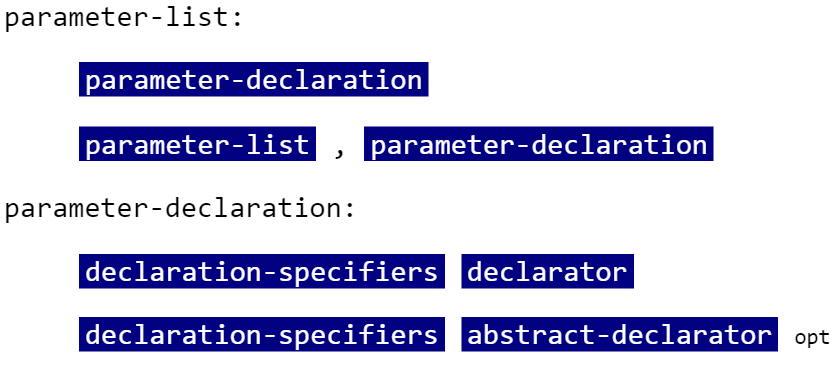 parameter-list:
parameter-declaration
parameter-list , parameter-declaration
parameter-declaration:
declaration-specifiers declarator
declaration-specifiers abstract-declarator opt